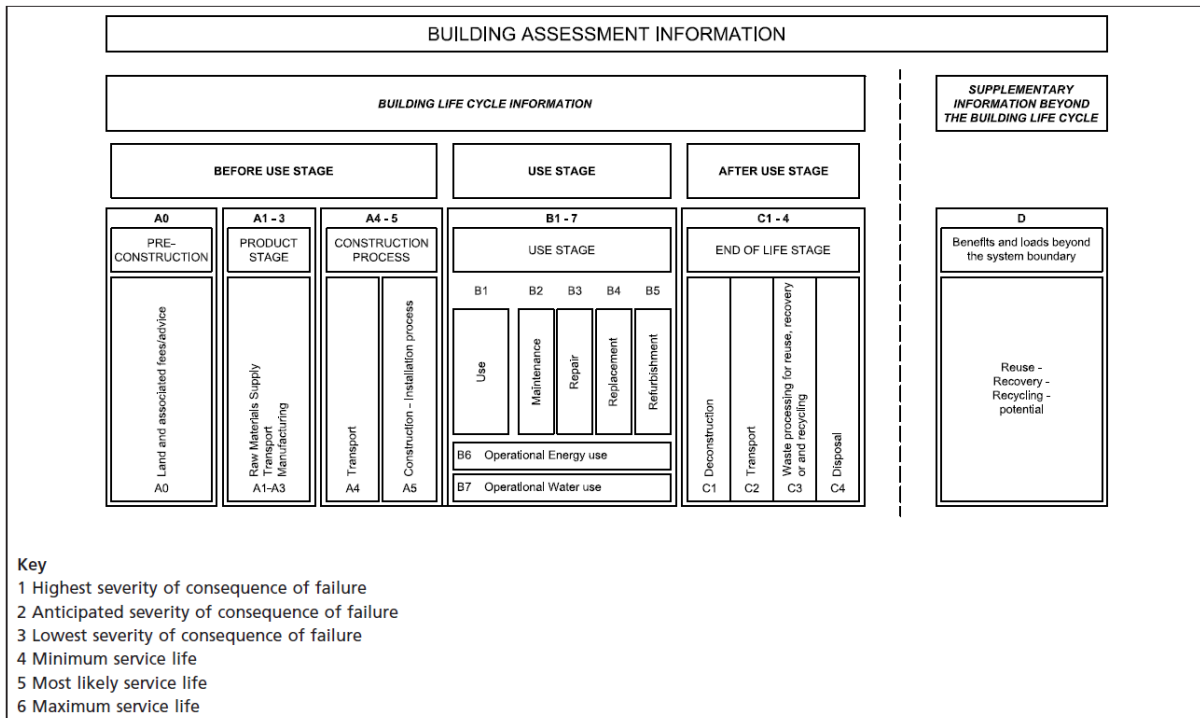 BUILDING ASSESSMENT INFORMATION
BUILDING LIFE CYCLE INFORMATION
SUPPLEMENTARY
INFORMATION BEYOND
THE BUILDING LIFE CYCLE
BEFORE USE STAGE
USE STAGE
AFTER USE STAGE
A0
PRE-
CONSTRUCTION
Land and associated fees/advice
A0
A1 - 3
PRODUCT
STAGE
Raw Materials Supply
Transport
Manufacturing
A1-A3
A4 - 5
CONSTRUCTION
PROCESS
Transport
A4
Construction - Installation process
A5
B1 - 7
USE STAGE
B1
Use
B2
Maintenance
B3
Repair
B4
Replacement
B5
Refurbishment
B6 Operational Energy use
B7 Operational Water use
C1 - 4
END OF LIFE STAGE
Deconstruction
C1
Transport
C2
Waste processing for reuse, recovery
or and recycling
C3
Disposal
C4
D
Benefits and loads beyond
the system boundary
Reuse -
Recovery -
Recycling -
potential
Key
1 Highest severity of consequence of failure
2 Anticipated severity of consequence of failure
3 Lowest severity of consequence of failure
4 Minimum service life
5 Most likely service life
6 Maximum service life